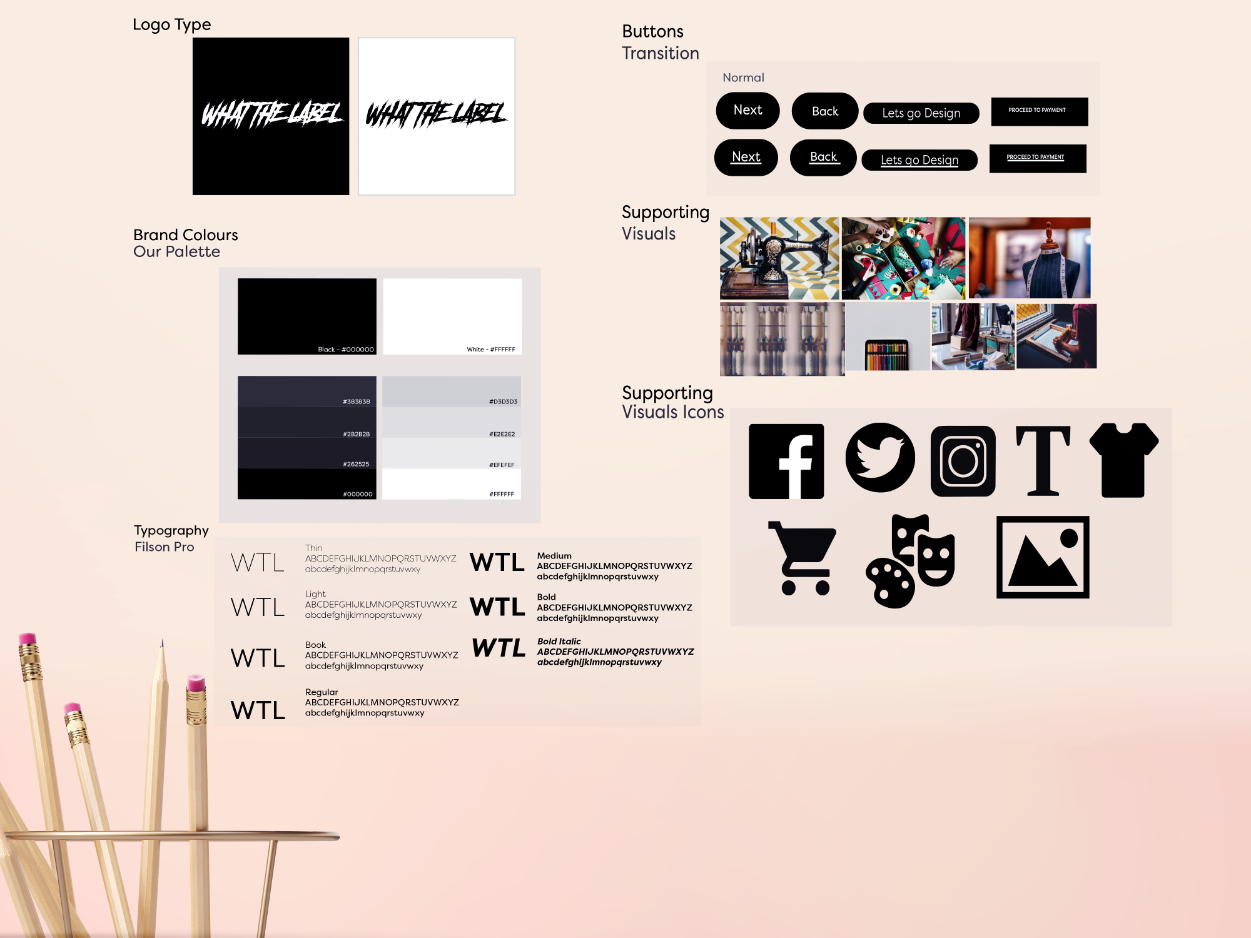 Logo Type
WHAT THE LABEL
WHAT THE LABEL
Brand Colours
Our Palette
Black - #000000
White - #FFFFFF
#383838
#D3D3D3
#2B2B2B
#E2E2E2
#262525
#EFEFEF
#000000
#FFFFFF
Typography
Filson Pro
WTL
Thin
ABCDEFGHIJKLMNOPQRSTUVWXYZ
abcdefghijklmnopqrstuvwxy
WTL
Light
ABCDEFGHIJKLMNOPQRSTUVWXYZ
abcdefghijklmnopqrstuvwxy
WTL
Book
ABCDEFGHIJKLMNOPQRSTUVWXYZ
abcdefghijklmnopqrstuvwxy
WTL
Regular
ABCDEFGHIJKLMNOPQRSTUVWXYZ
abcdefghijklmnopqrstuvwxy
WTL
Medium
ABCDEFGHIJKLMNOPQRSTUVWXYZ
abcdefghijklmnopqrstuvwxy
WTL
Bold
ABCDEFGHIJKLMNOPQRSTUVWXYZ
abcdefghijklmnopqrstuvwxy
WTL
Bold Italic
ABCDEFGHIJKLMNOPQRSTUVWXYZ
abcdefghijklmnopqrstuvwxy
Buttons
Transition
Normal
Next
Back
Lets go Design
PROCEED TO PAYMENT
Next
Back
Lets go Design
PROCEED TO PAYMENT
Supporting
Visuals
Supporting
Visuals Icons
f
T